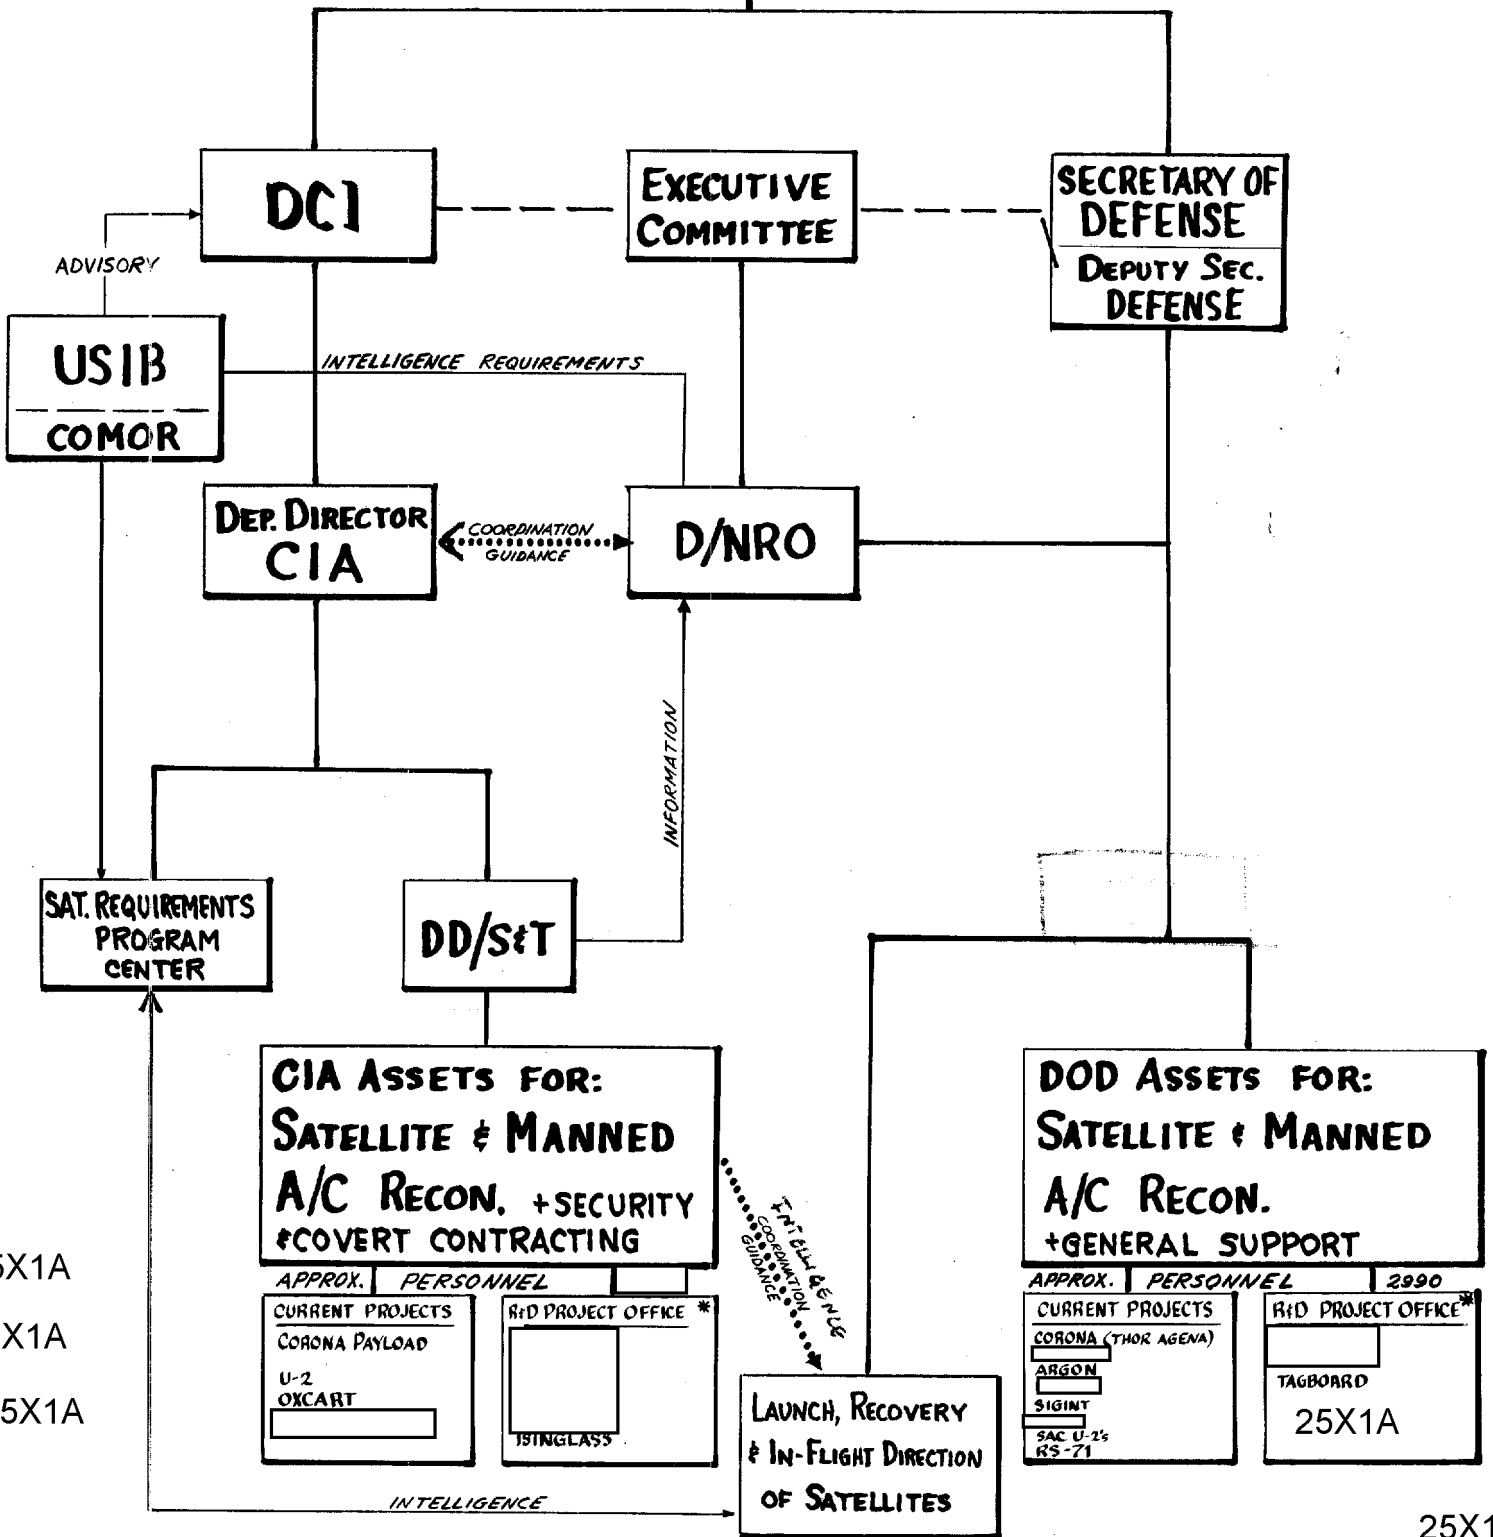 DCI
EXECUTIVE
COMMITTEE
SECRETARY OF
DEFENSE
DEPUTY SEC.
DEFENSE
ADVISORY
USIB
COMOR
INTELLIGENCE REQUIREMENTS
DEP. DIRECTOR
CIA
COORDINATION
GUIDANCE
D/NRO
INFORMATION
SAT. REQUIREMENTS
PROGRAM
CENTER
DD/S&T
CIA ASSETS FOR:
SATELLITE & MANNED
A/C RECON. + SECURITY
& COVERT CONTRACTING
APPROX. PERSONNEL
CURRENT PROJECTS
CORONA PAYLOAD
U-2
OXCART
R&D PROJECT OFFICE *
ISINGLASS
INTELLIGENCE
COORDINATION
GUIDANCE
LAUNCH, RECOVERY
& IN-FLIGHT DIRECTION
OF SATELLITES
DOD ASSETS FOR:
SATELLITE & MANNED
A/C RECON.
+GENERAL SUPPORT
APPROX. PERSONNEL 2990
CURRENT PROJECTS
CORONA (THOR AGENA)
ARGON
SIGINT
SAC U-2's
RS-71
R&D PROJECT OFFICE*
TAGBOARD
25X1A
INTELLIGENCE
5X1A
X1A
5X1A
25X1